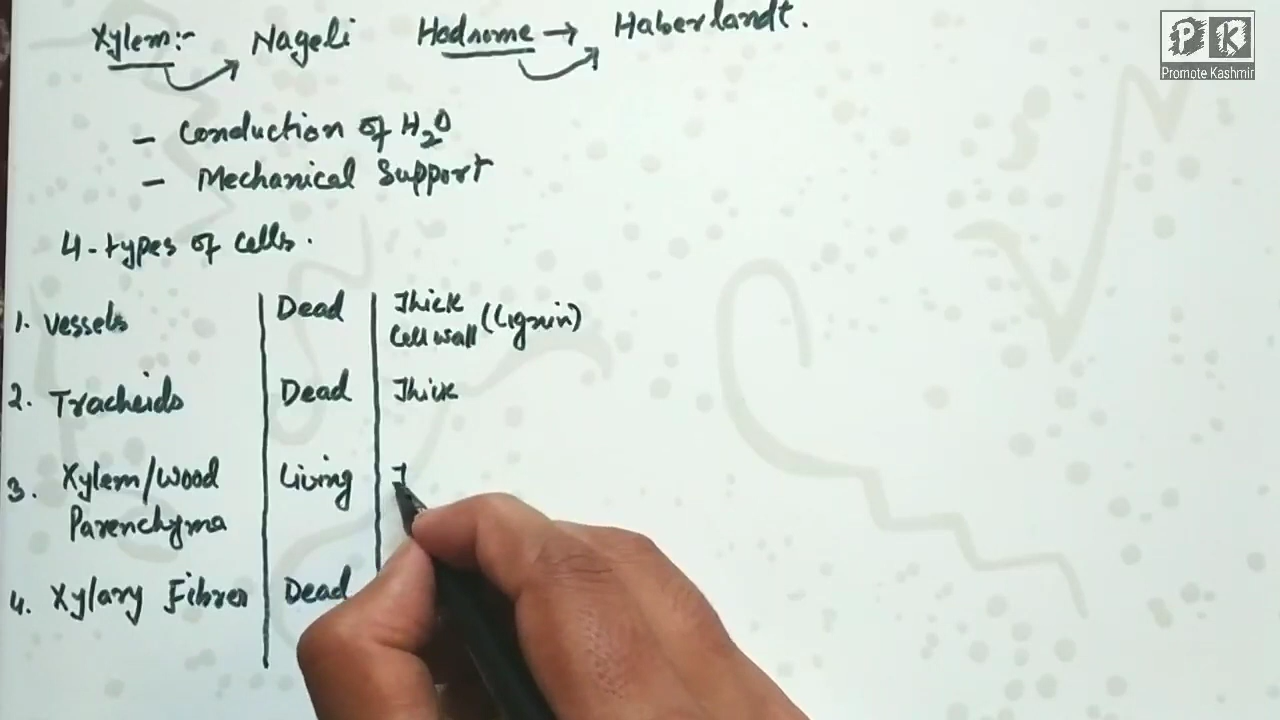 Xylem:- Nageli Hadrome → Haberlandt.
PK
Promote Kashmir
- Conduction of H2O
- Mechanical Support
4-types of cells.
1. Vessels Dead Thick Cell wall (Lignin)
2. Tracheids Dead Thick
3. Xylem/Wood Parenchyma Living
4. Xylary Fibres Dead